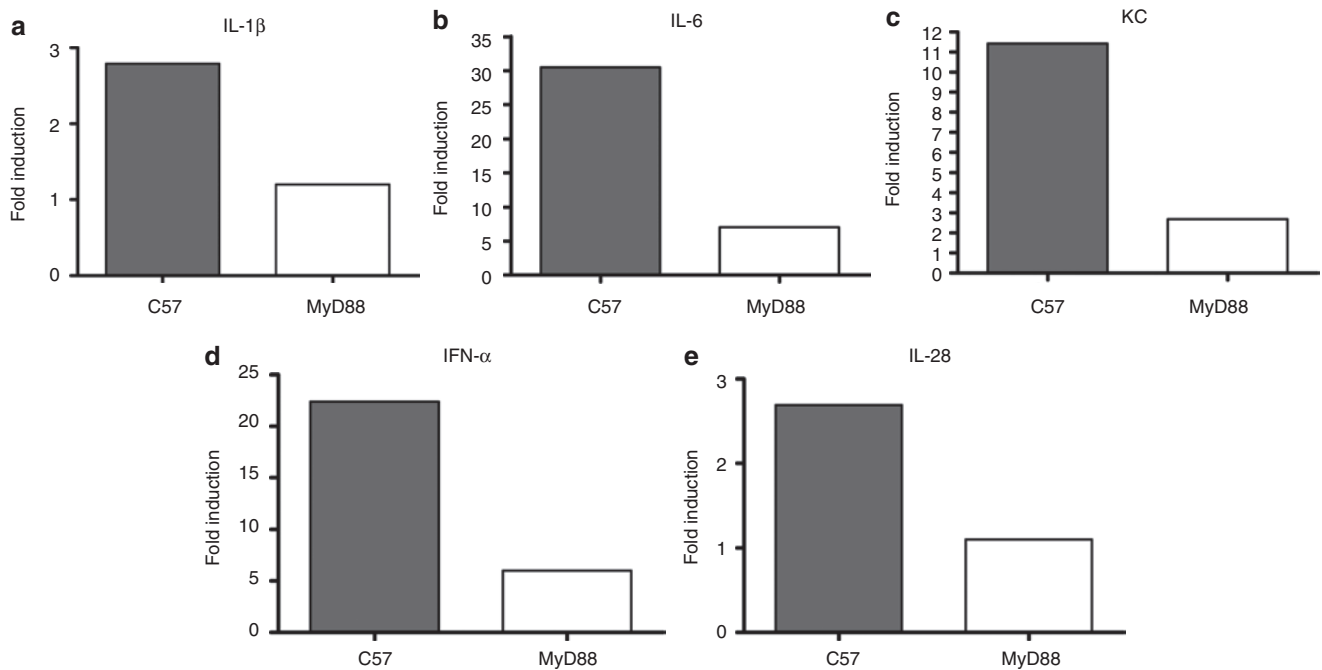 a
IL-1β
Fold induction
3
2
1
0
C57
MyD88
b
IL-6
Fold induction
35
30
25
20
15
10
5
0
C57
MyD88
c
KC
Fold induction
12
11
10
9
8
7
6
5
4
3
2
1
0
C57
MyD88
d
IFN-α
Fold induction
25
20
15
10
5
0
C57
MyD88
e
IL-28
Fold induction
3
2
1
0
C57
MyD88